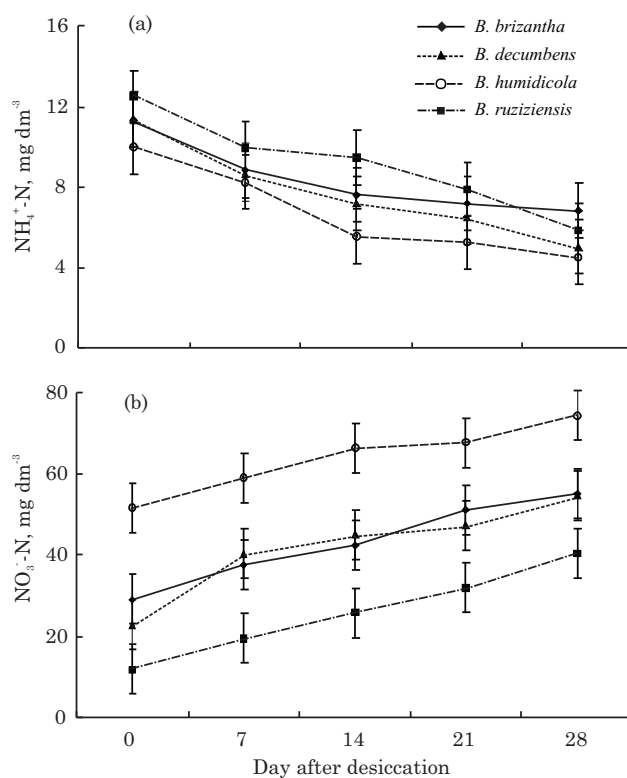 (a)
B. brizantha
B. decumbens
B. humidicola
B. ruziziensis
16
12
8
4
0
NH₄⁺-N, mg dm⁻³
(b)
80
60
40
20
0
NO₃⁻-N, mg dm⁻³
0 7 14 21 28
Day after desiccation